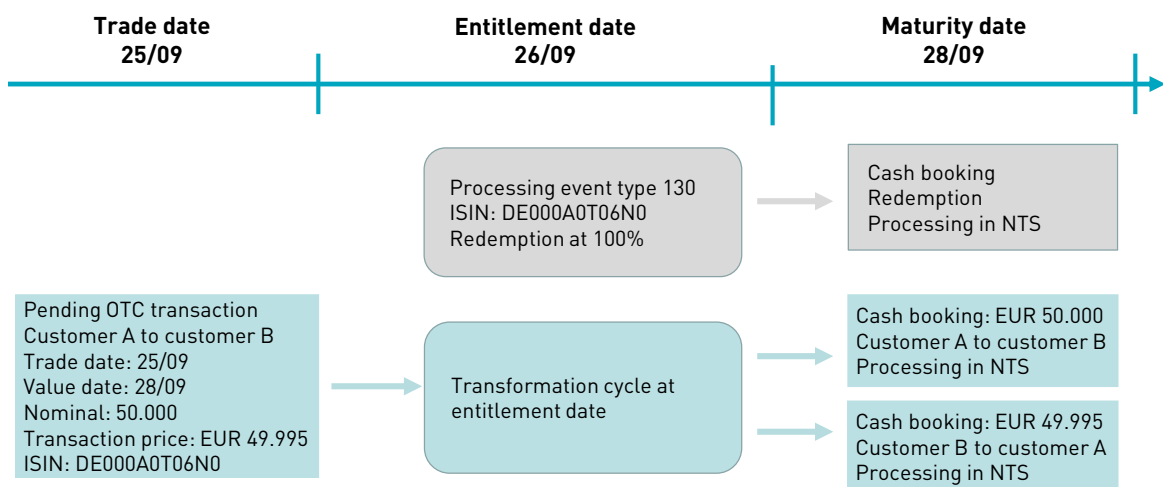 Trade date
25/09
Entitlement date
26/09
Maturity date
28/09
Processing event type 130
ISIN: DE000A0T06N0
Redemption at 100%
Cash booking
Redemption
Processing in NTS
Pending OTC transaction
Customer A to customer B
Trade date: 25/09
Value date: 28/09
Nominal: 50.000
Transaction price: EUR 49.995
ISIN: DE000A0T06N0
Transformation cycle at
entitlement date
Cash booking: EUR 50.000
Customer A to customer B
Processing in NTS
Cash booking: EUR 49.995
Customer B to customer A
Processing in NTS